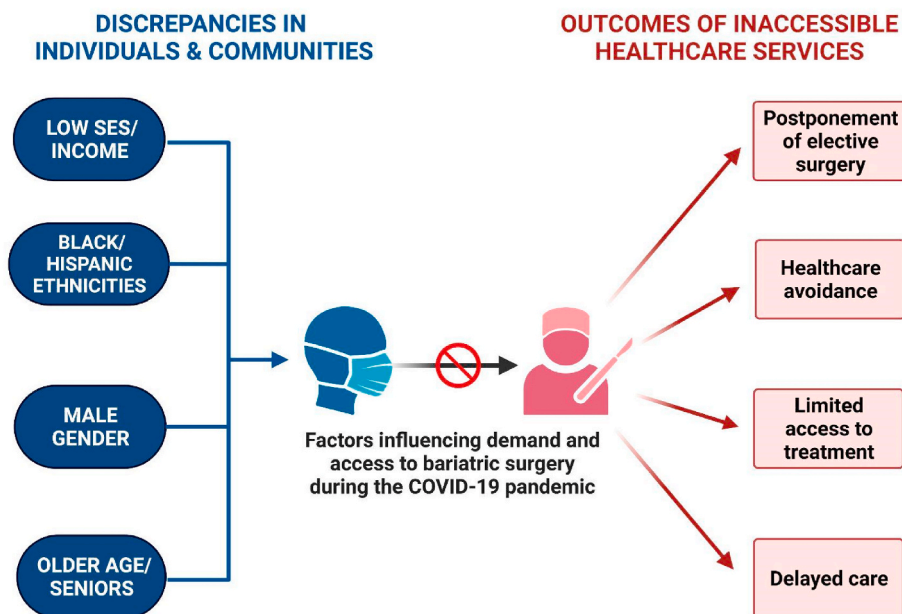 DISCREPANCIES IN
INDIVIDUALS & COMMUNITIES
LOW SES/
INCOME
BLACK/
HISPANIC
ETHNICITIES
MALE
GENDER
OLDER AGE/
SENIORS
Factors influencing demand and
access to bariatric surgery
during the COVID-19 pandemic
OUTCOMES OF INACCESSIBLE
HEALTHCARE SERVICES
Postponement
of elective
surgery
Healthcare
avoidance
Limited
access to
treatment
Delayed care